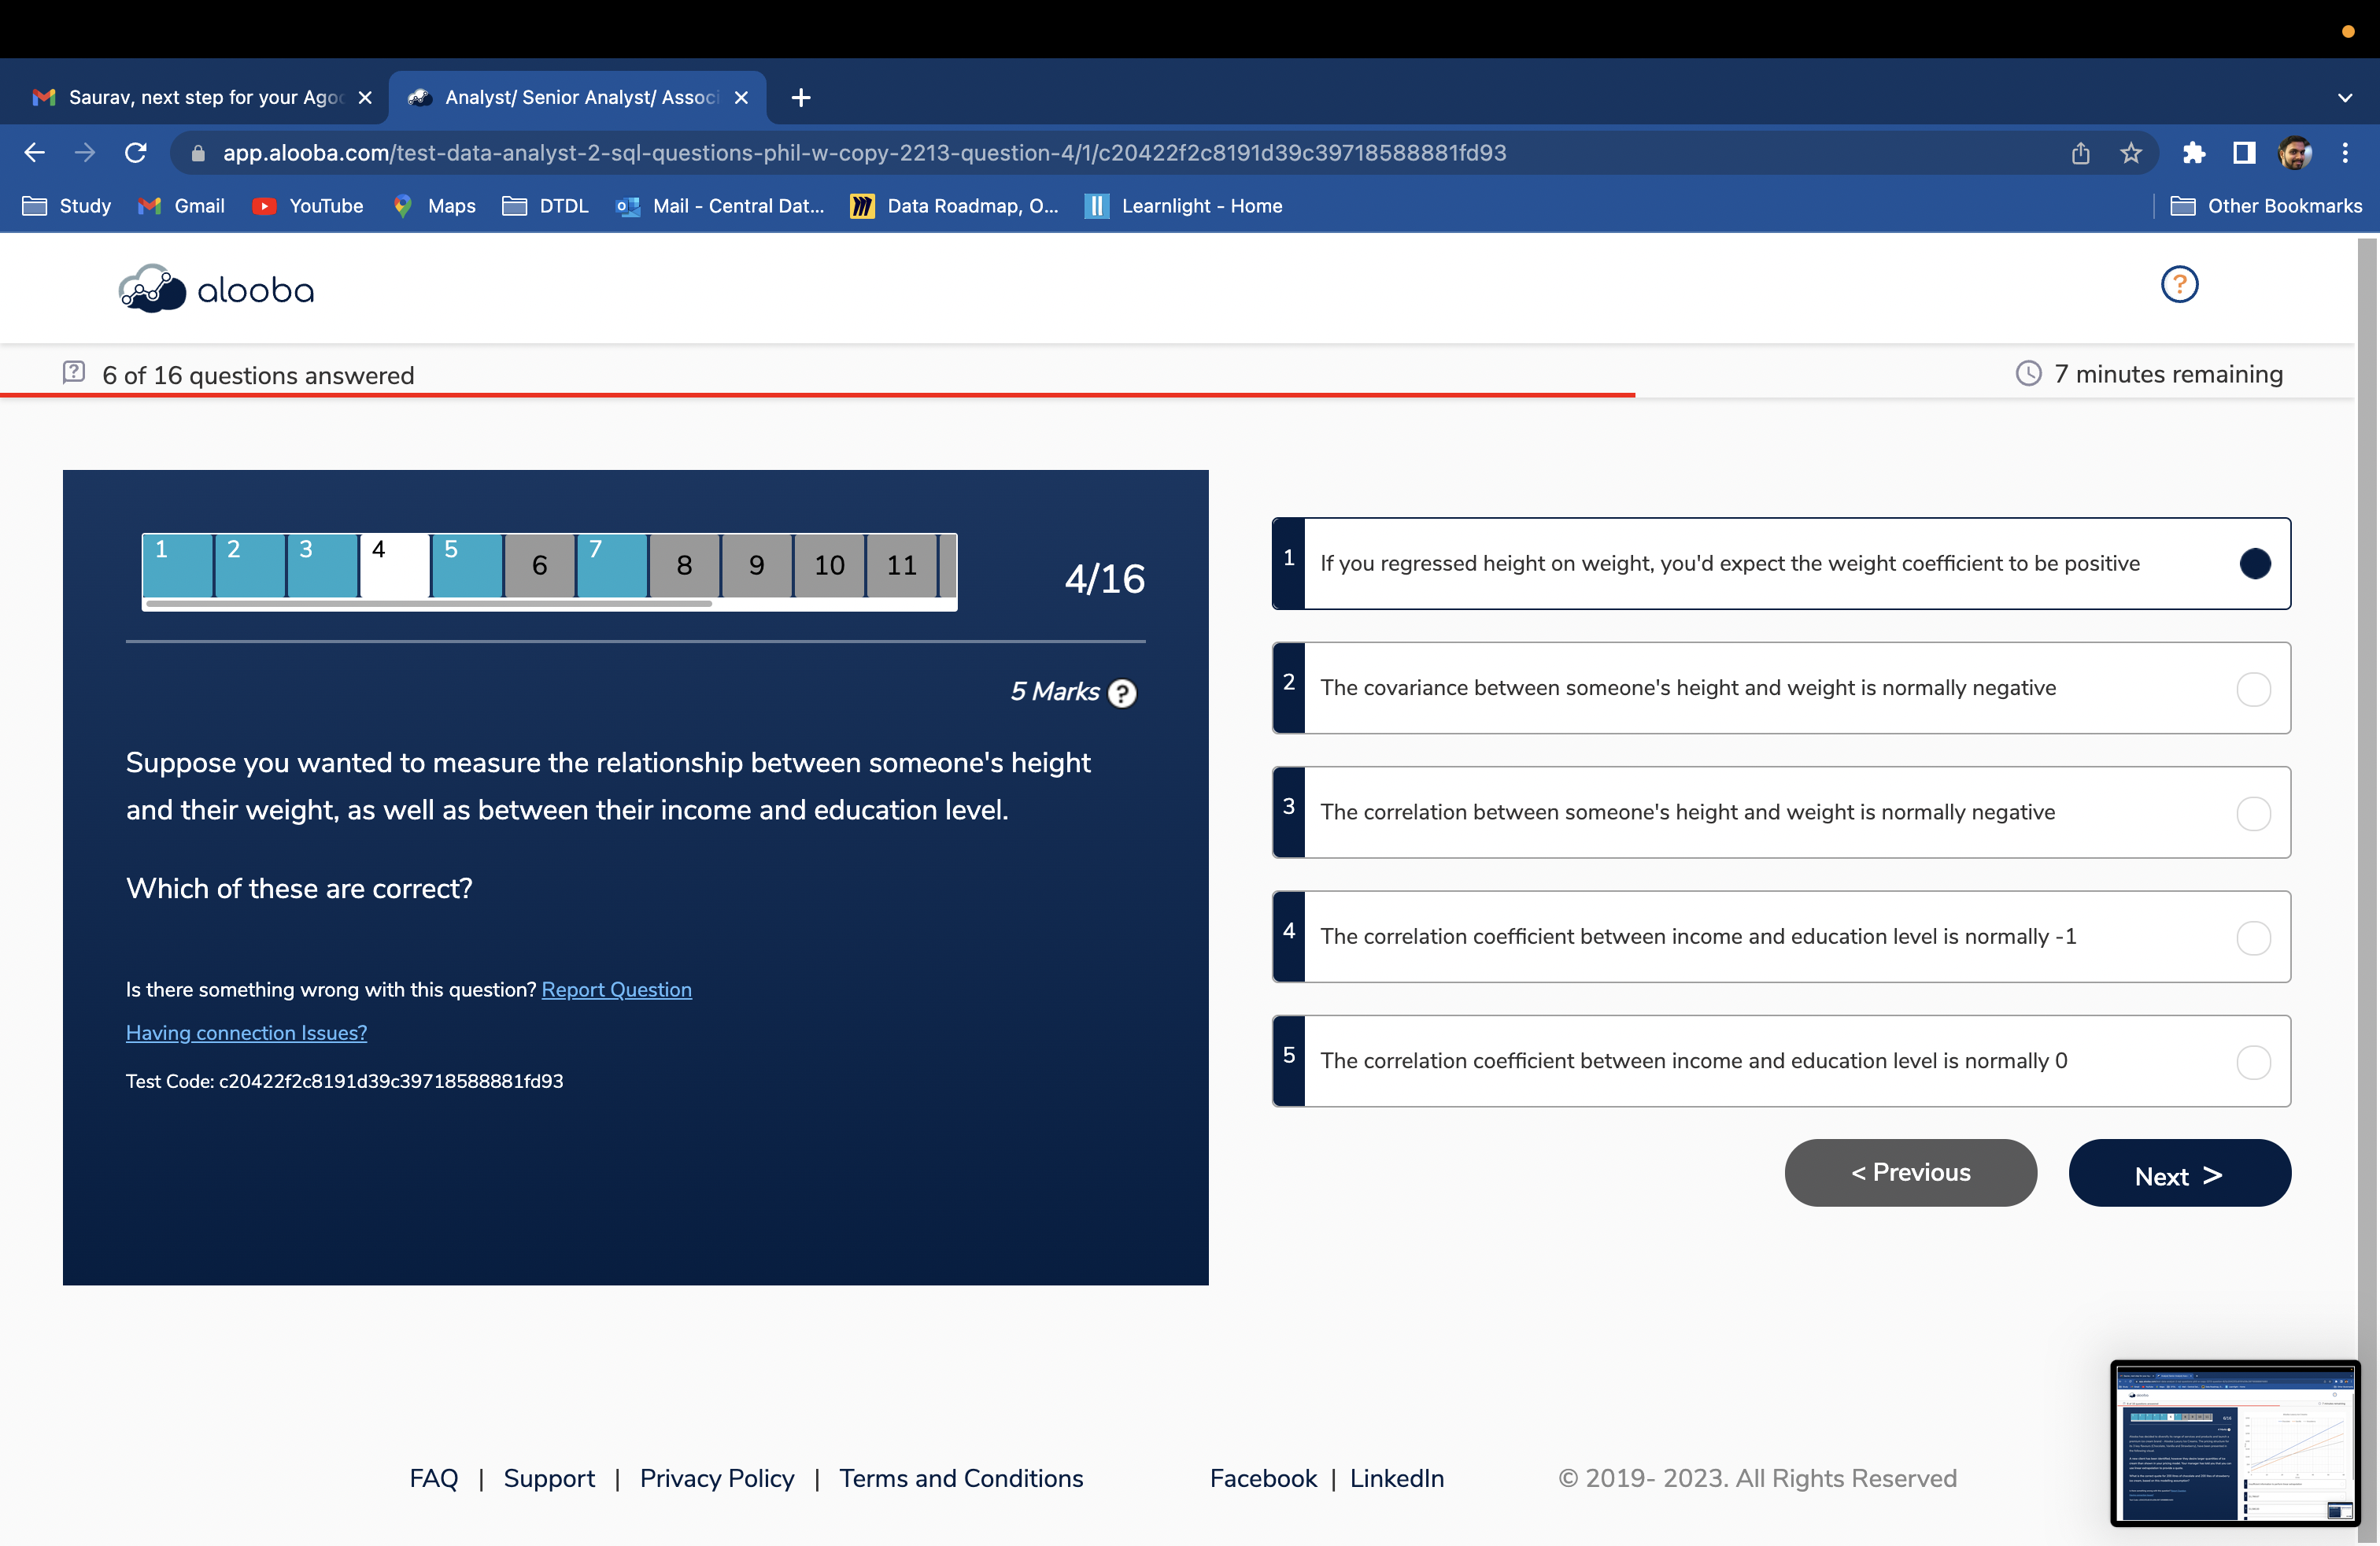 Saurav, next step for your Agoo
Analyst/ Senior Analyst/ Associ
app.alooba.com/test-data-analyst-2-sql-questions-phil-w-copy-2213-question-4/1/c20422f2c8191d39c39718588881fd93
Study
Gmail
YouTube
Maps
DTDL
Mail - Central Dat...
Data Roadmap, O...
Learnlight - Home
Other Bookmarks
alooba
?
6 of 16 questions answered
7 minutes remaining
1 2 3 4 5 6 7 8 9 10 11
4/16
5 Marks ?
Suppose you wanted to measure the relationship between someone's height
and their weight, as well as between their income and education level.
Which of these are correct?
Is there something wrong with this question? Report Question
Having connection Issues?
Test Code: c20422f2c8191d39c39718588881fd93
1 If you regressed height on weight, you'd expect the weight coefficient to be positive
2 The covariance between someone's height and weight is normally negative
3 The correlation between someone's height and weight is normally negative
4 The correlation coefficient between income and education level is normally -1
5 The correlation coefficient between income and education level is normally 0
< Previous
Next >
FAQ | Support | Privacy Policy | Terms and Conditions
Facebook | LinkedIn
© 2019- 2023. All Rights Reserved